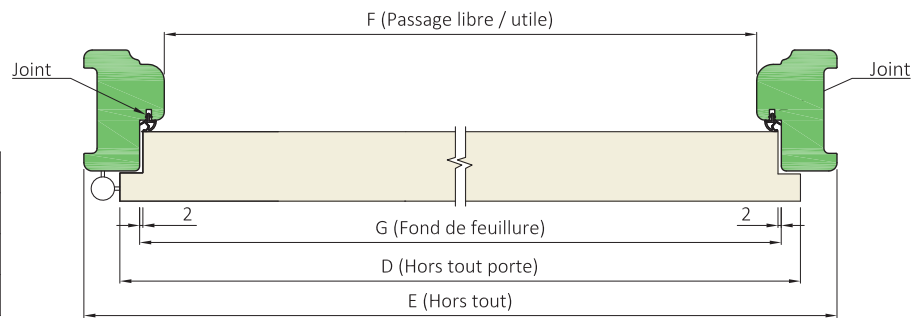 F (Passage libre / utile)
Joint
Joint
2
2
G (Fond de feuillure)
D (Hors tout porte)
E (Hors tout)